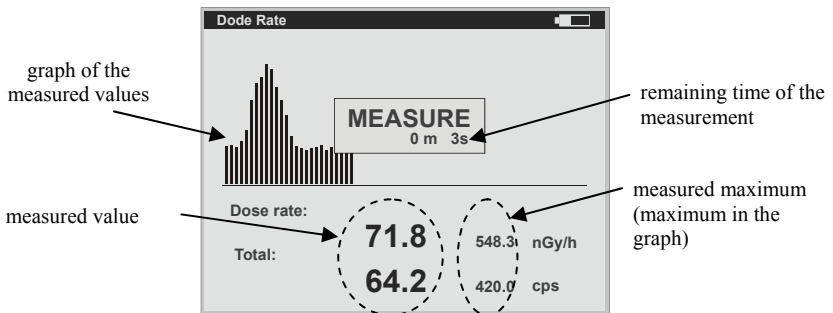 Dode Rate
graph of the
measured values
MEASURE
0 m 3s
remaining time of the
measurement
measured value
Dose rate:
71.8 548.3 nGy/h
Total:
64.2 420.0 cps
measured maximum
(maximum in the
graph)